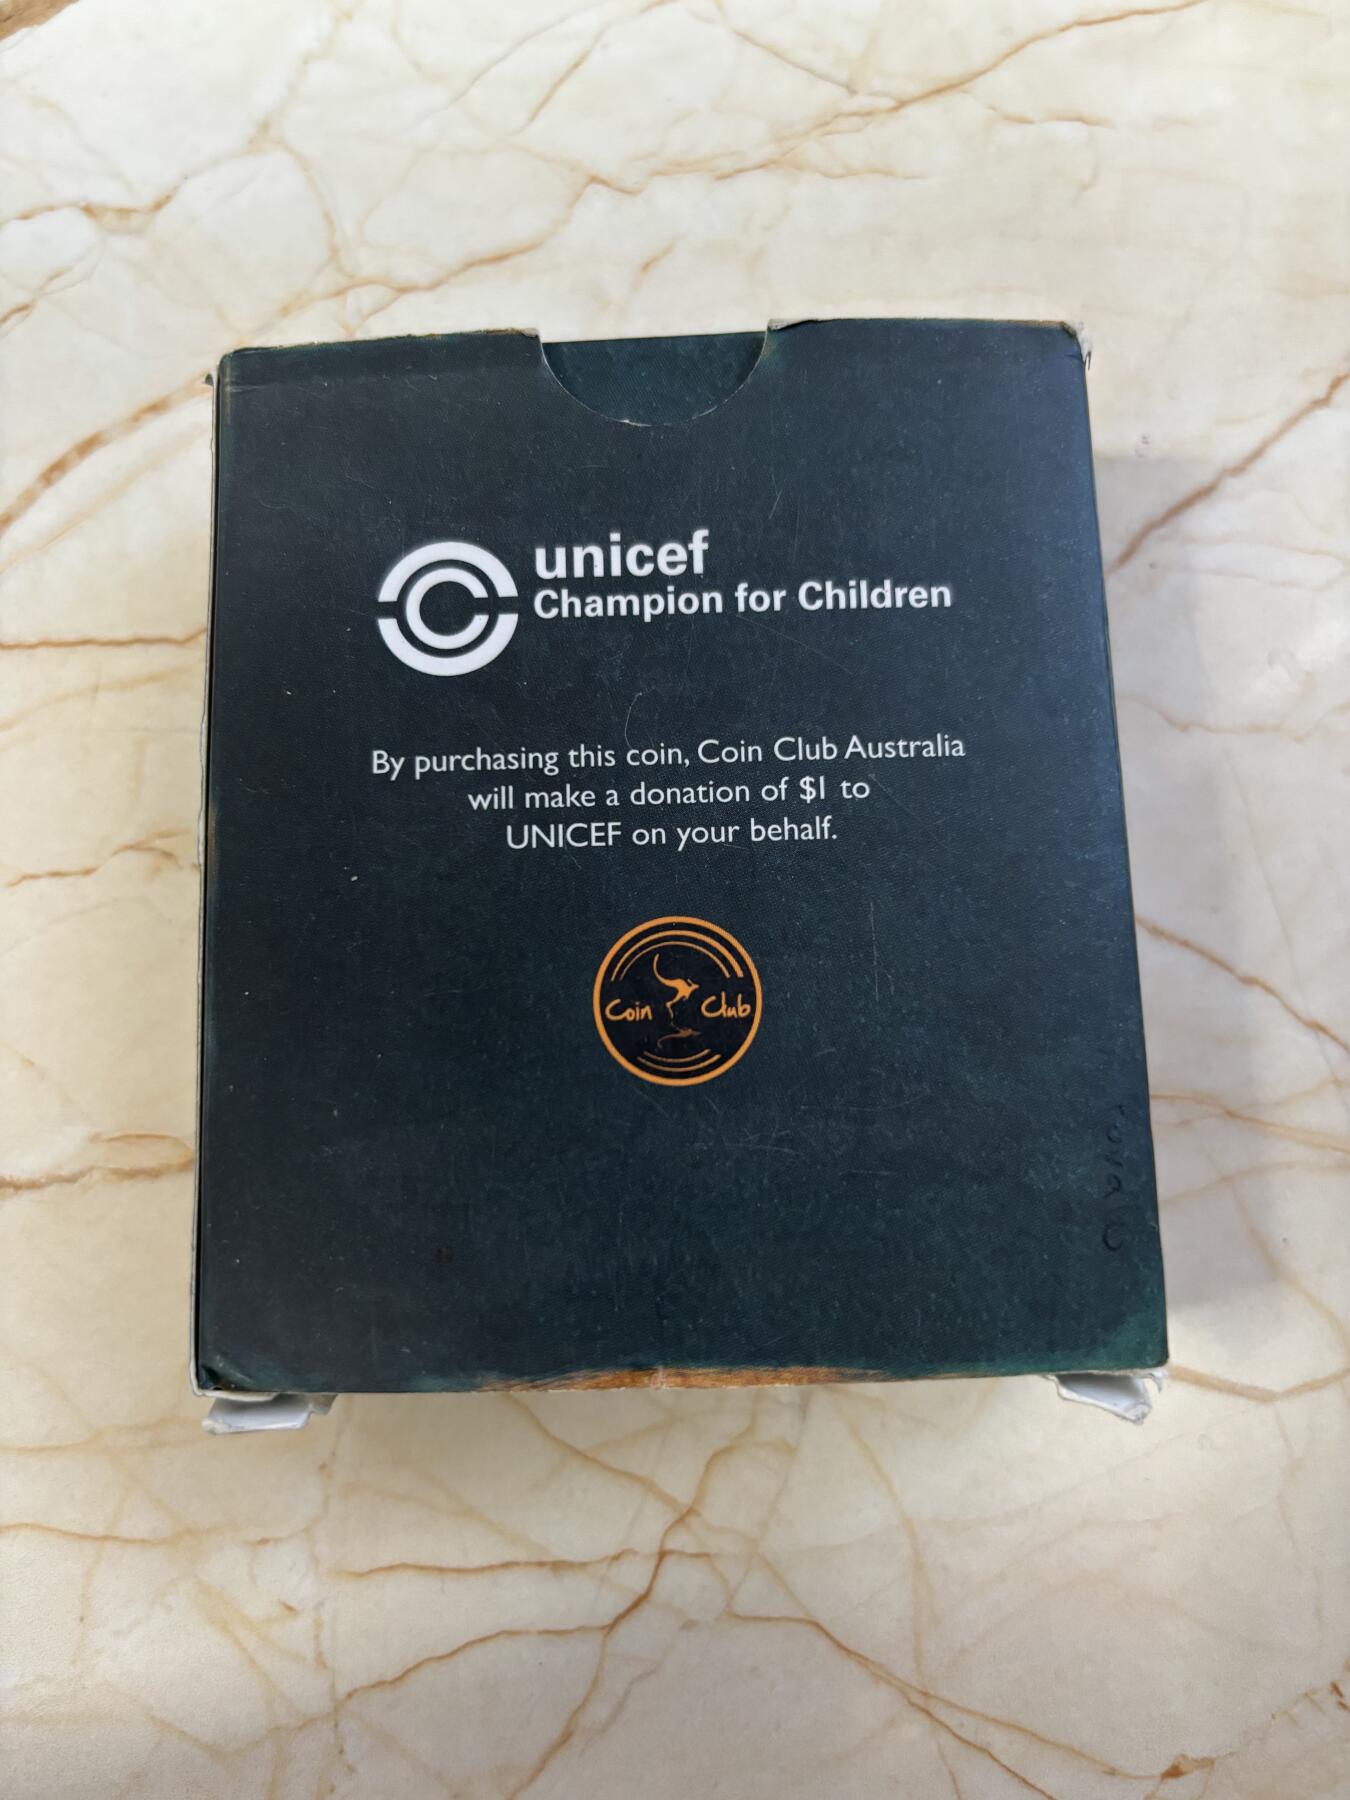 unicef
Champion for Children
By purchasing this coin, Coin Club Australia
will make a donation of $1 to
UNICEF on your behalf.
Coin Club